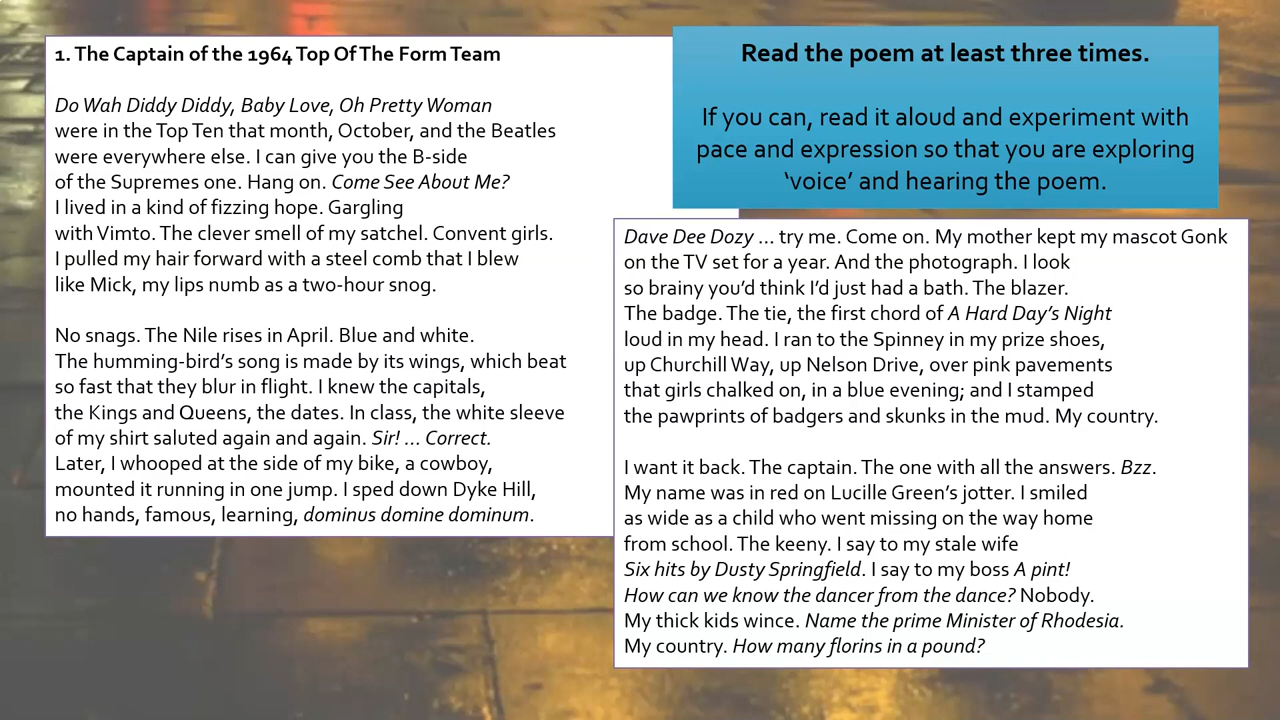 1. The Captain of the 1964 Top Of The Form Team
Do Wah Diddy Diddy, Baby Love, Oh Pretty Woman
were in the Top Ten that month, October, and the Beatles
were everywhere else. I can give you the B-side
of the Supremes one. Hang on. Come See About Me?
I lived in a kind of fizzing hope. Gargling
with Vimto. The clever smell of my satchel. Convent girls.
I pulled my hair forward with a steel comb that I blew
like Mick, my lips numb as a two-hour snog.
No snags. The Nile rises in April. Blue and white.
The humming-bird's song is made by its wings, which beat
so fast that they blur in flight. I knew the capitals,
the Kings and Queens, the dates. In class, the white sleeve
of my shirt saluted again and again. Sir! ... Correct.
Later, I whooped at the side of my bike, a cowboy,
mounted it running in one jump. I sped down Dyke Hill,
no hands, famous, learning, dominus domine dominum.
Read the poem at least three times.
If you can, read it aloud and experiment with
pace and expression so that you are exploring
‘voice’ and hearing the poem.
Dave Dee Dozy ... try me. Come on. My mother kept my mascot Gonk
on the TV set for a year. And the photograph. I look
so brainy you’d think I’d just had a bath. The blazer.
The badge. The tie, the first chord of A Hard Day’s Night
loud in my head. I ran to the Spinney in my prize shoes,
up Churchill Way, up Nelson Drive, over pink pavements
that girls chalked on, in a blue evening; and I stamped
the pawprints of badgers and skunks in the mud. My country.
I want it back. The captain. The one with all the answers. Bzz.
My name was in red on Lucille Green’s jotter. I smiled
as wide as a child who went missing on the way home
from school. The keeny. I say to my stale wife
Six hits by Dusty Springfield. I say to my boss A pint!
How can we know the dancer from the dance? Nobody.
My thick kids wince. Name the prime Minister of Rhodesia.
My country. How many florins in a pound?